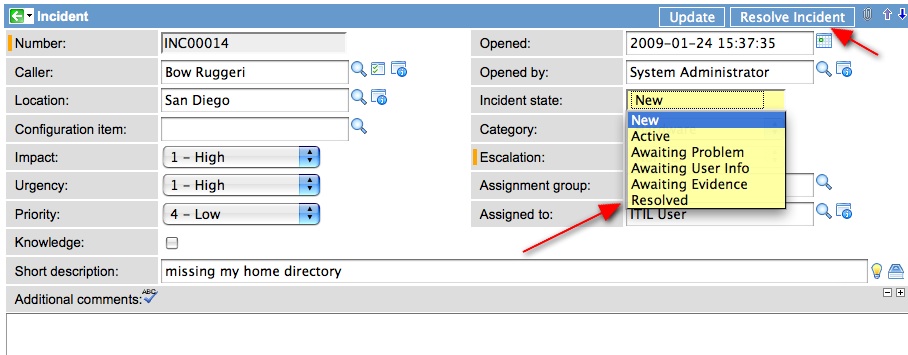 Incident Update Resolve Incident
Number: INC00014 Opened: 2009-01-24 15:37:35
Caller: Bow Ruggeri Opened by: System Administrator
Location: San Diego Incident state: New
Configuration item: Category:
New
Active
Awaiting Problem
Awaiting User Info
Awaiting Evidence
Resolved
Impact: 1 - High Escalation:
Urgency: 1 - High Assignment group:
Priority: 4 - Low Assigned to: ITIL User
Knowledge:
Short description: missing my home directory
Additional comments: ABC